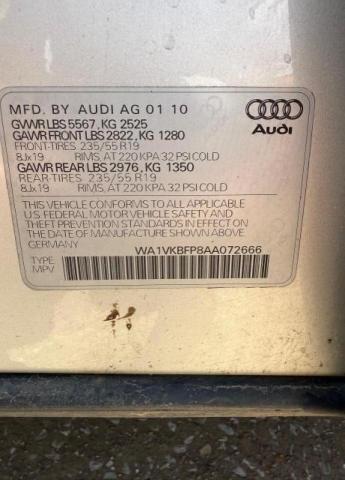 MFD. BY AUDI AG 01 10
GVWR LBS 5567, KG 2525
GAWR FRONT LBS 2822, KG 1280
FRONT-TIRES 235/55 R19
8Jx19 RIMS, AT 220 KPA 32 PSI COLD
GAWR REAR LBS 2976, KG 1350
REAR-TIRES 235/55 R19
8Jx19 RIMS, AT 220 KPA 32 PSI COLD
Audi
THIS VEHICLE CONFORMS TO ALL APPLICABLE
U.S. FEDERAL MOTOR VEHICLE SAFETY AND
THEFT PREVENTION STANDARDS IN EFFECT
ON THE DATE OF MANUFACTURE SHOWN ABOVE.
GERMANY WA1VKBFP8AA072666
TYPE
MPV